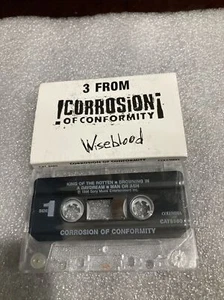 3 FROM
!CORROSION¡
OF CONFORMITY
Wiseblood
KING OF THE ROTTEN • DROWNING IN
A DAYDREAM • MAN OR ASH
SIDE 1
CORROSION OF CONFORMITY